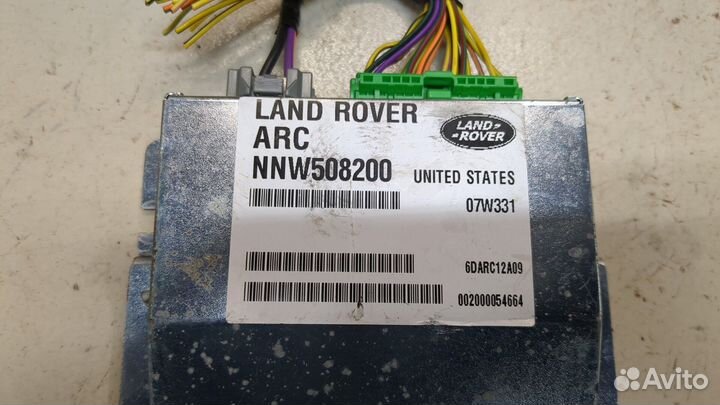 LAND ROVER
ARC
NNW508200
UNITED STATES
LAND-
-ROVER
07W331
6DARC12A09
002000054664
Avito